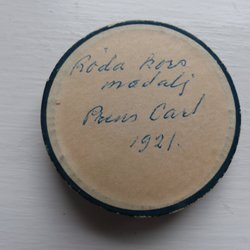 Röda kors
medalj
Prins Carl
1921.